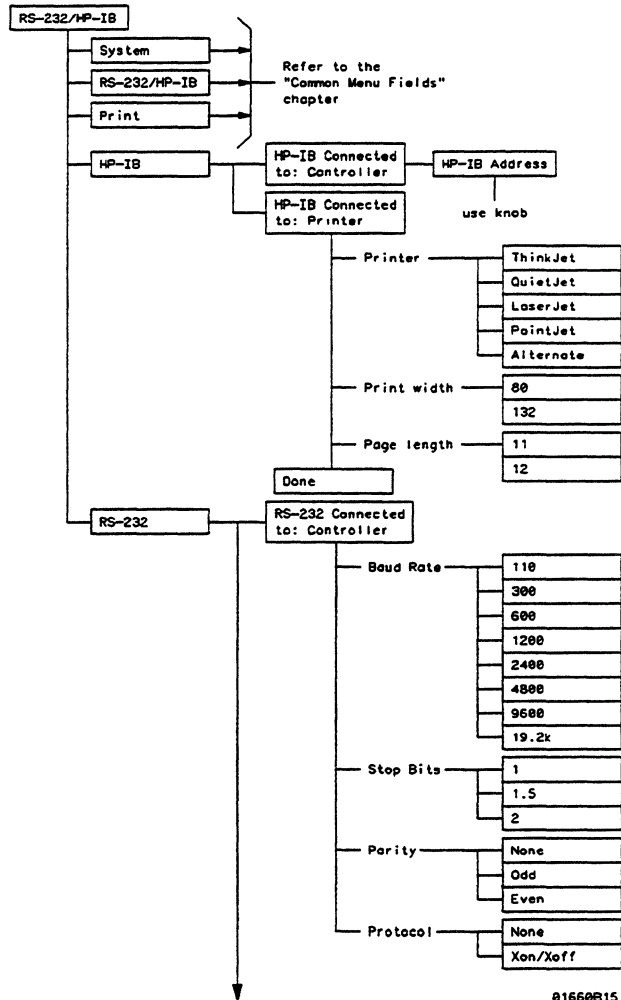 RS-232/HP-IB
System
RS-232/HP-IB
Print
Refer to the
"Common Menu Fields"
chapter
HP-IB
HP-IB Connected
to: Controller
HP-IB Address
use knob
HP-IB Connected
to: Printer
Printer
ThinkJet
QuietJet
LaserJet
PaintJet
Alternate
Print width
80
132
Page length
11
12
Done
RS-232
RS-232 Connected
to: Controller
Baud Rate
110
300
600
1200
2400
4800
9600
19.2k
Stop Bits
1
1.5
2
Parity
None
Odd
Even
Protocol
None
Xon/Xoff
01660B15